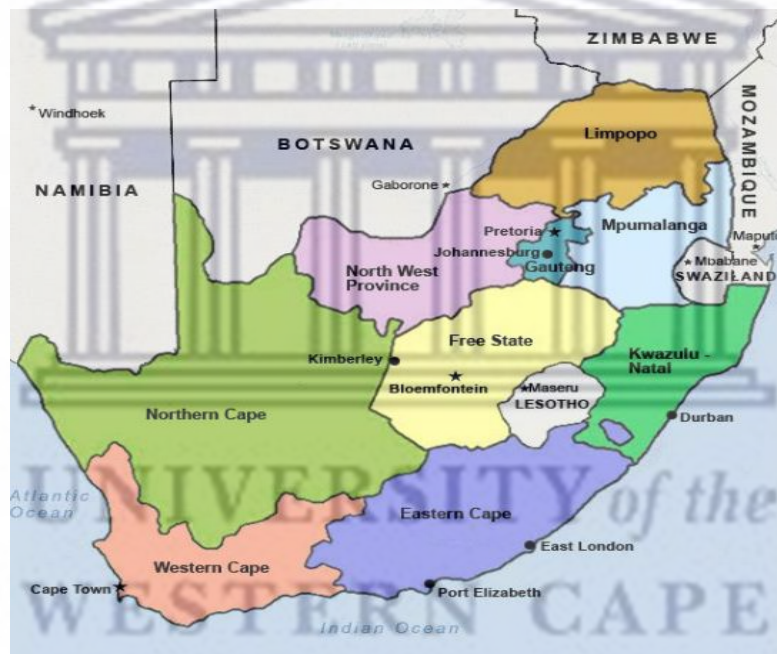 ZIMBABWE
Windhoek
Limpopo
MOZAMBIQUE
BOTSWANA
Gaborone
NAMIBIA
Pretoria
Mpumalanga
Johannesburg
Gauteng
Mbabane
SWAZILAND
North West
Province
Free State
Kwazulu -
Natal
Kimberley
Bloemfontein
Maseru
LESOTHO
Northern Cape
Durban
UNIVERSITY of the
Atlantic
Ocean
Eastern Cape
East London
Western Cape
Cape Town
Port Elizabeth
WESTERN CAPE
Indian Ocean